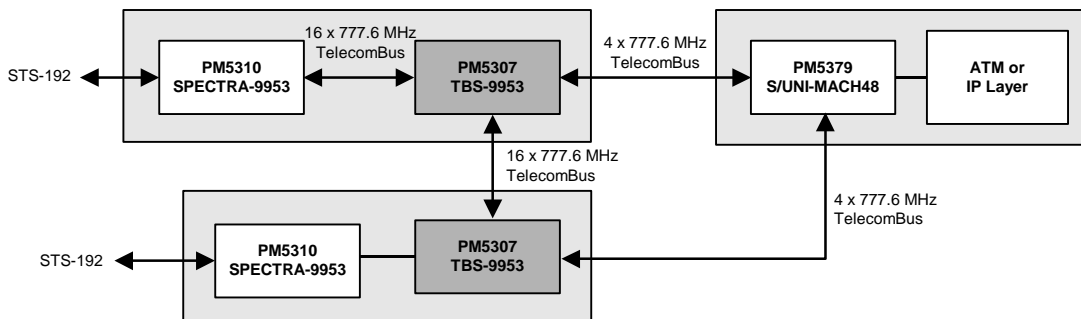 16 x 777.6 MHz
TelecomBus
4 x 777.6 MHz
TelecomBus
STS-192
PM5310
SPECTRA-9953
PM5307
TBS-9953
PM5379
S/UNI-MACH48
ATM or
IP Layer
16 x 777.6 MHz
TelecomBus
4 x 777.6 MHz
TelecomBus
STS-192
PM5310
SPECTRA-9953
PM5307
TBS-9953